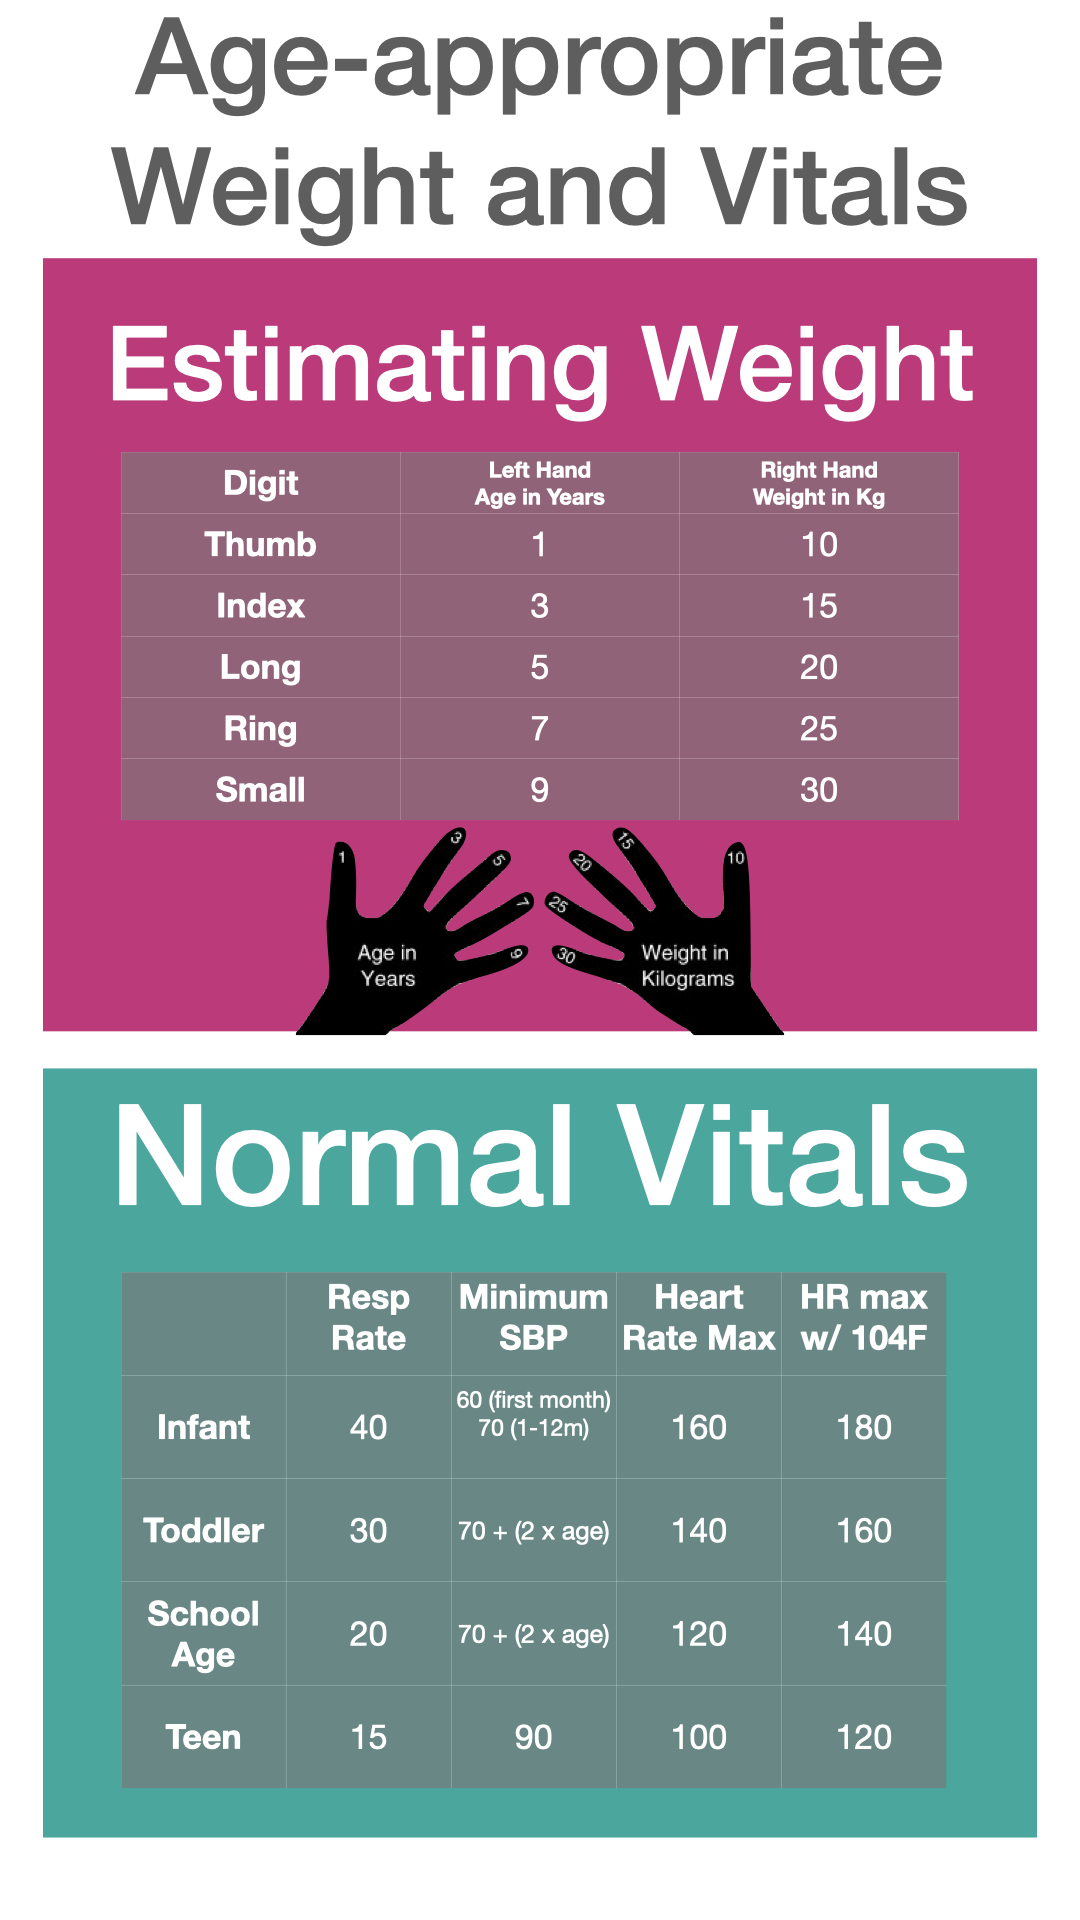 Age-appropriate
Weight and Vitals
Estimating Weight
Digit
Left Hand
Age in Years
Right Hand
Weight in Kg
Thumb 1 10
Index 3 15
Long 5 20
Ring 7 25
Small 9 30
1 3 5 7 9
Age in
Years
10 15 20 25 30
Weight in
Kilograms
Normal Vitals
Resp
Rate
Minimum
SBP
Heart
Rate Max
HR max
w/ 104F
Infant 40
60 (first month)
70 (1-12m)
160 180
Toddler 30 70 + (2 x age) 140 160
School
Age
20 70 + (2 x age) 120 140
Teen 15 90 100 120